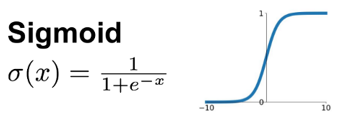 Sigmoid
σ(x) = 1/(1+e^{-x})
1
-10
0
10